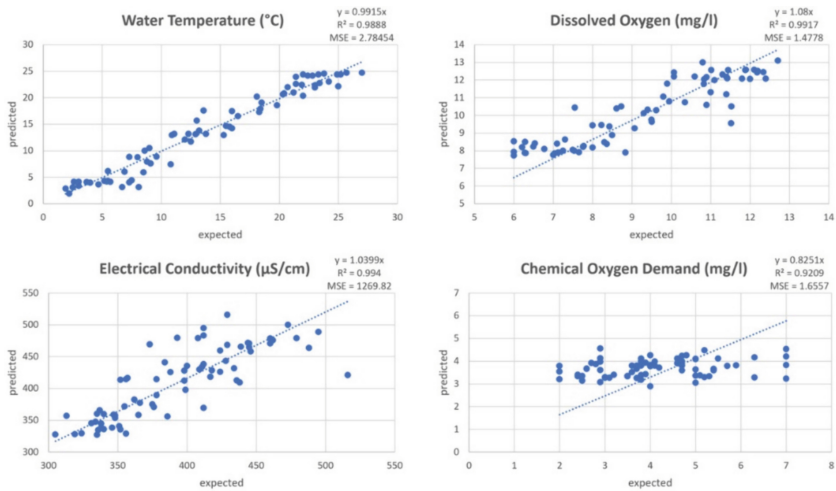 Water Temperature (°C)
y = 0.9915x
R² = 0.9888
MSE = 2.78454
30
25
20
15
10
5
0
predicted
0 5 10 15 20 25 30
expected
Dissolved Oxygen (mg/l)
y = 1.08x
R² = 0.9917
MSE = 1.4778
14
13
12
11
10
9
8
7
6
5
predicted
5 6 7 8 9 10 11 12 13 14
expected
Electrical Conductivity (µS/cm)
y = 1.0399x
R² = 0.994
MSE = 1269.82
550
500
450
400
350
300
predicted
300 350 400 450 500 550
expected
Chemical Oxygen Demand (mg/l)
y = 0.8251x
R² = 0.9209
MSE = 1.6557
7
6
5
4
3
2
1
0
predicted
0 1 2 3 4 5 6 7 8
expected